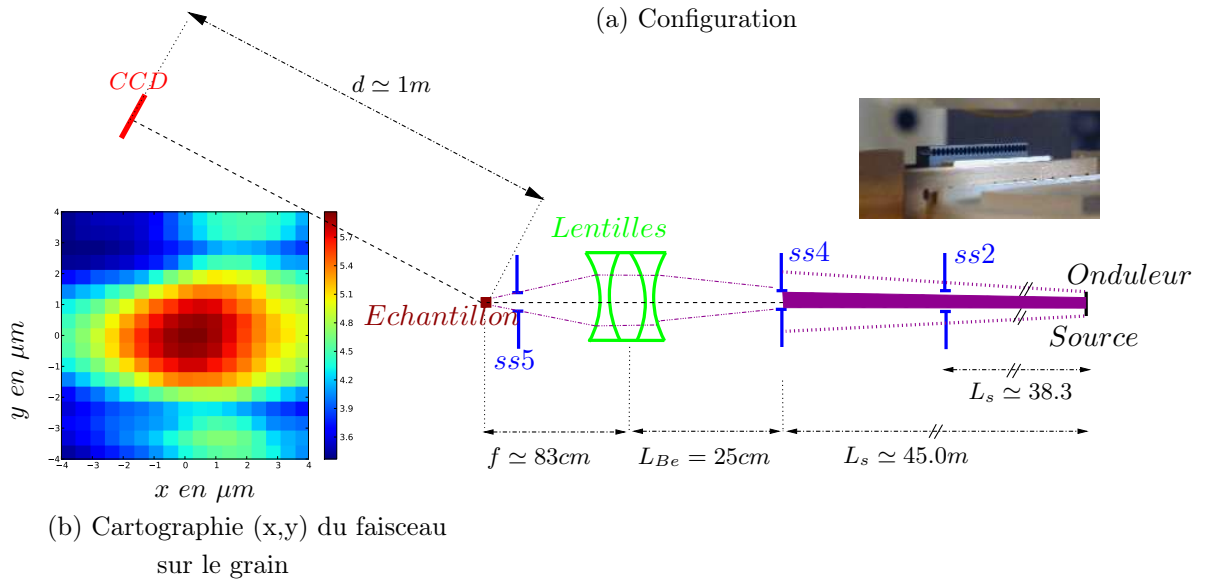 (a) Configuration
CCD
d ≃ 1m
Lentilles
ss4
ss2
Onduleur
Echantillon
Source
ss5
L_s ≃ 38.3
f ≃ 83cm
L_{Be} = 25cm
L_s ≃ 45.0m
4
3
2
1
0
−1
−2
−3
−4
−4
−3
−2
−1
0
1
2
3
4
5.7
5.4
5.1
4.8
4.5
4.2
3.9
3.6
y en μm
x en μm
(b) Cartographie (x,y) du faisceau
sur le grain